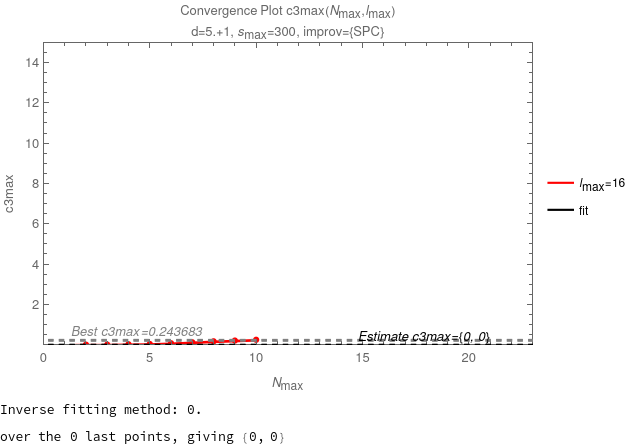 Convergence Plot c3max(Nmax,lmax)
d=5.+1, smax=300, improv={SPC}
14
12
10
8
6
4
2
c3max
lmax=16
fit
Best c3max=0.243683
Estimate c3max={0, 0}
0
5
10
15
20
Nmax
Inverse fitting method: 0.
over the 0 last points, giving {0, 0}